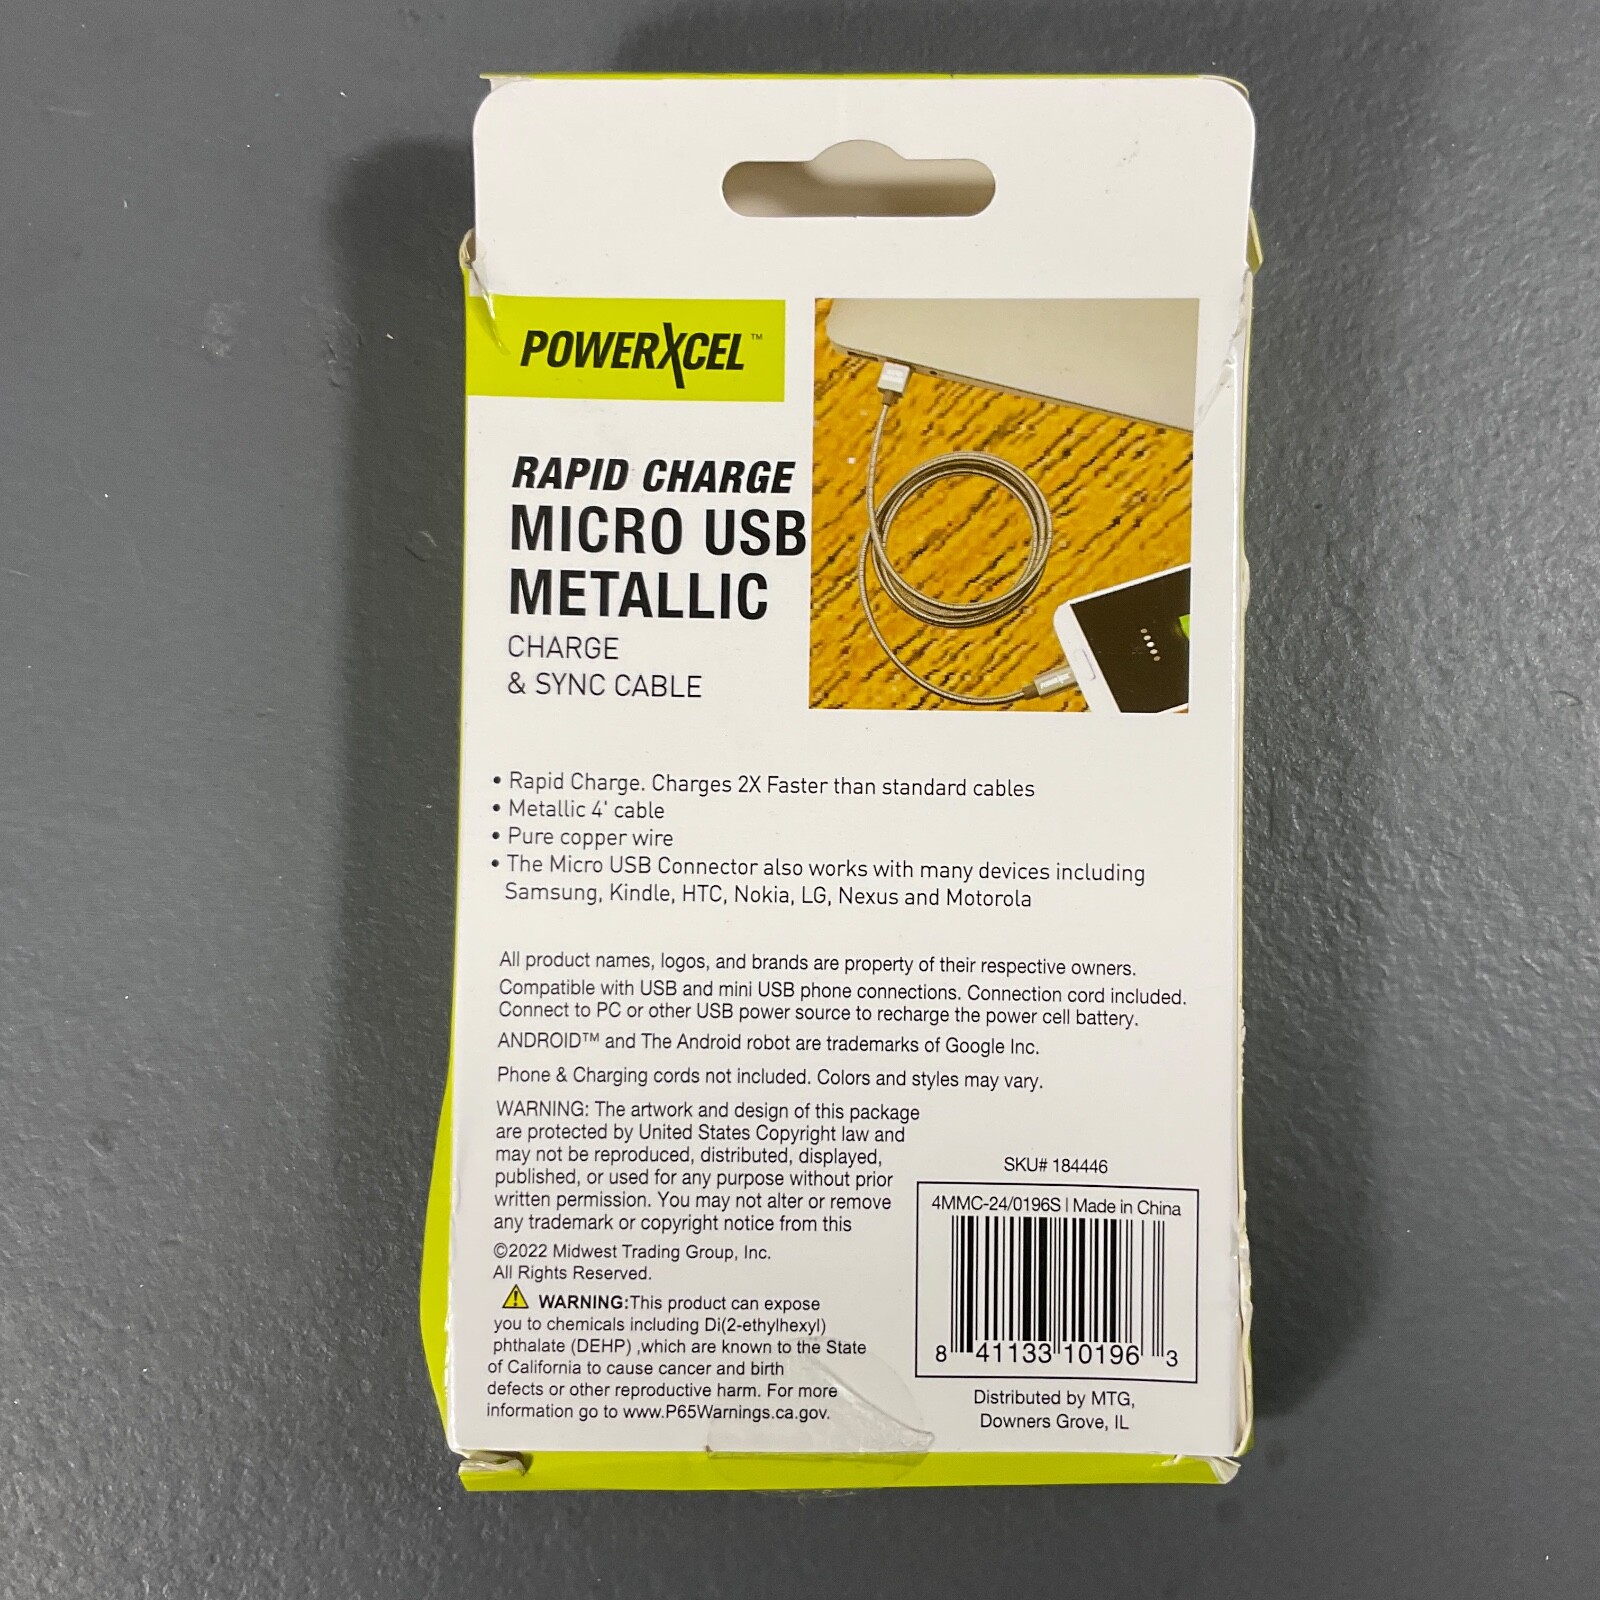 POWERXCEL™
RAPID CHARGE
MICRO USB
METALLIC
CHARGE
& SYNC CABLE
• Rapid Charge. Charges 2X Faster than standard cables
• Metallic 4' cable
• Pure copper wire
• The Micro USB Connector also works with many devices including
Samsung, Kindle, HTC, Nokia, LG, Nexus and Motorola
All product names, logos, and brands are property of their respective owners.
Compatible with USB and mini USB phone connections. Connection cord included.
Connect to PC or other USB power source to recharge the power cell battery.
ANDROID™ and The Android robot are trademarks of Google Inc.
Phone & Charging cords not included. Colors and styles may vary.
WARNING: The artwork and design of this package
are protected by United States Copyright law and
may not be reproduced, distributed, displayed,
published, or used for any purpose without prior
written permission. You may not alter or remove
any trademark or copyright notice from this
©2022 Midwest Trading Group, Inc.
All Rights Reserved.
WARNING:This product can expose
you to chemicals including Di(2-ethylhexyl)
phthalate (DEHP) ,which are known to the State
of California to cause cancer and birth
defects or other reproductive harm. For more
information go to www.P65Warnings.ca.gov.
SKU# 184446
4MMC-24/0196S | Made in China
8 41133 10196 3
Distributed by MTG,
Downers Grove, IL